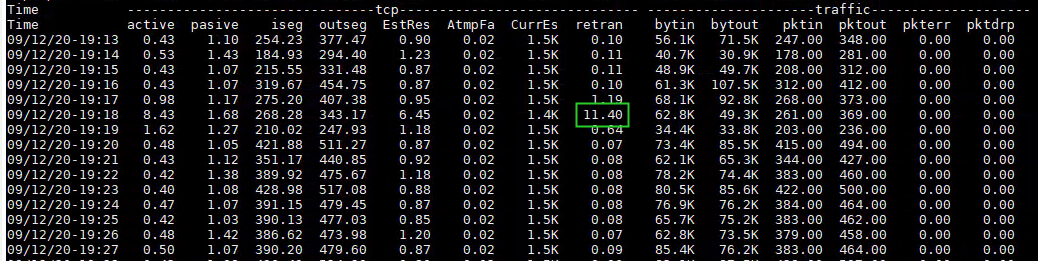 Time ------------------------------tcp------------------------------ ------------------traffic------------------
Time active pasive iseg outseg EstRes AtmpFa CurrEs retran bytin bytout pktin pktout pkterr pktdrp
09/12/20-19:13 0.43 1.10 254.23 377.47 0.90 0.02 1.5K 0.10 56.1K 71.5K 247.00 348.00 0.00 0.00
09/12/20-19:14 0.53 1.43 184.93 294.40 1.23 0.02 1.5K 0.11 40.7K 30.9K 178.00 281.00 0.00 0.00
09/12/20-19:15 0.43 1.07 215.55 331.48 0.87 0.02 1.5K 0.11 48.9K 49.7K 208.00 312.00 0.00 0.00
09/12/20-19:16 0.43 1.07 319.67 454.75 0.87 0.02 1.5K 0.10 61.3K 107.5K 312.00 412.00 0.00 0.00
09/12/20-19:17 0.98 1.17 275.20 407.38 0.95 0.02 1.5K 1.19 68.1K 92.8K 268.00 373.00 0.00 0.00
09/12/20-19:18 8.43 1.68 268.28 343.17 6.45 0.02 1.4K 11.40 62.8K 49.3K 261.00 369.00 0.00 0.00
09/12/20-19:19 1.62 1.27 210.02 247.93 1.18 0.02 1.5K 0.64 34.4K 33.8K 203.00 236.00 0.00 0.00
09/12/20-19:20 0.48 1.05 421.88 511.27 0.87 0.02 1.5K 0.07 73.4K 85.5K 415.00 494.00 0.00 0.00
09/12/20-19:21 0.43 1.12 351.17 440.85 0.92 0.02 1.5K 0.08 62.1K 65.3K 344.00 427.00 0.00 0.00
09/12/20-19:22 0.42 1.38 389.92 475.67 1.18 0.02 1.5K 0.08 78.2K 74.4K 383.00 460.00 0.00 0.00
09/12/20-19:23 0.40 1.08 428.98 517.08 0.88 0.02 1.5K 0.08 80.5K 85.6K 422.00 500.00 0.00 0.00
09/12/20-19:24 0.47 1.07 391.15 479.45 0.87 0.02 1.5K 0.08 76.9K 76.2K 384.00 464.00 0.00 0.00
09/12/20-19:25 0.42 1.03 390.13 477.03 0.85 0.02 1.5K 0.08 65.7K 75.2K 383.00 462.00 0.00 0.00
09/12/20-19:26 0.48 1.42 386.62 473.98 1.20 0.02 1.5K 0.08 62.8K 73.5K 379.00 458.00 0.00 0.00
09/12/20-19:27 0.50 1.07 390.20 479.60 0.87 0.02 1.5K 0.09 85.4K 76.2K 383.00 464.00 0.00 0.00